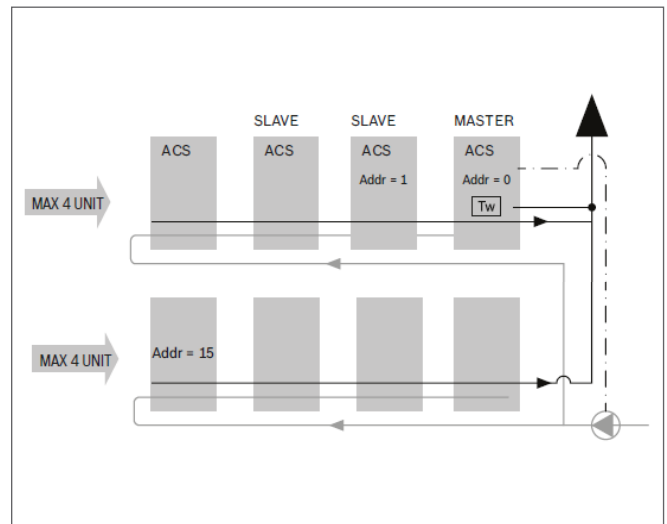 SLAVE SLAVE MASTER
ACS ACS ACS ACS
Addr = 1 Addr = 0
MAX 4 UNIT Tw
Addr = 15
MAX 4 UNIT